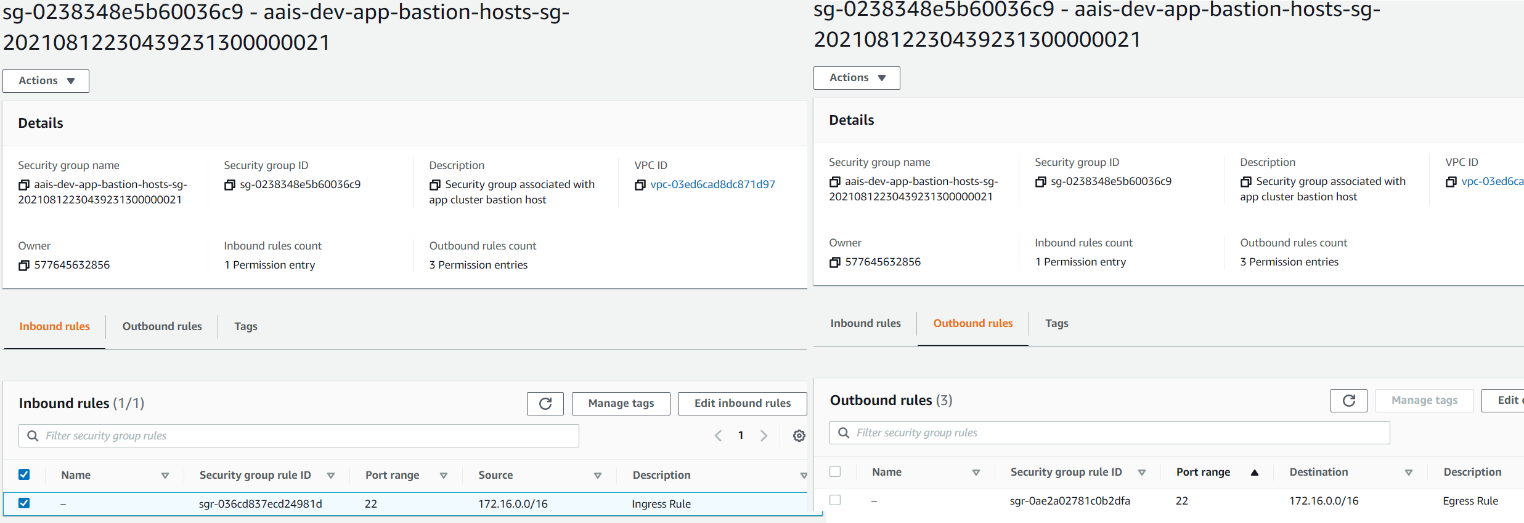 sg-0238348e5b60036c9 - aais-dev-app-bastion-hosts-sg-
20210812230439231300000021
Actions
Details
Security group name
aais-dev-app-bastion-hosts-sg-
20210812230439231300000021
Security group ID
sg-0238348e5b60036c9
Description
Security group associated with
app cluster bastion host
VPC ID
vpc-03ed6cad8dc871d97
Owner
577645632856
Inbound rules count
1 Permission entry
Outbound rules count
3 Permission entries
Inbound rules Outbound rules Tags
Inbound rules (1/1)
Manage tags Edit inbound rules
Filter security group rules
1
Name Security group rule ID Port range Source Description
– sgr-036cd837ecd24981d 22 172.16.0.0/16 Ingress Rule
sg-0238348e5b60036c9 - aais-dev-app-bastion-hosts-sg-
20210812230439231300000021
Actions
Details
Security group name
aais-dev-app-bastion-hosts-sg-
20210812230439231300000021
Security group ID
sg-0238348e5b60036c9
Description
Security group associated with
app cluster bastion host
VPC ID
vpc-03ed6ca
Owner
577645632856
Inbound rules count
1 Permission entry
Outbound rules count
3 Permission entries
Inbound rules Outbound rules Tags
Outbound rules (3)
Manage tags Edit
Filter security group rules
Name Security group rule ID Port range Destination Description
– sgr-0ae2a02781c0b2dfa 22 172.16.0.0/16 Egress Rule